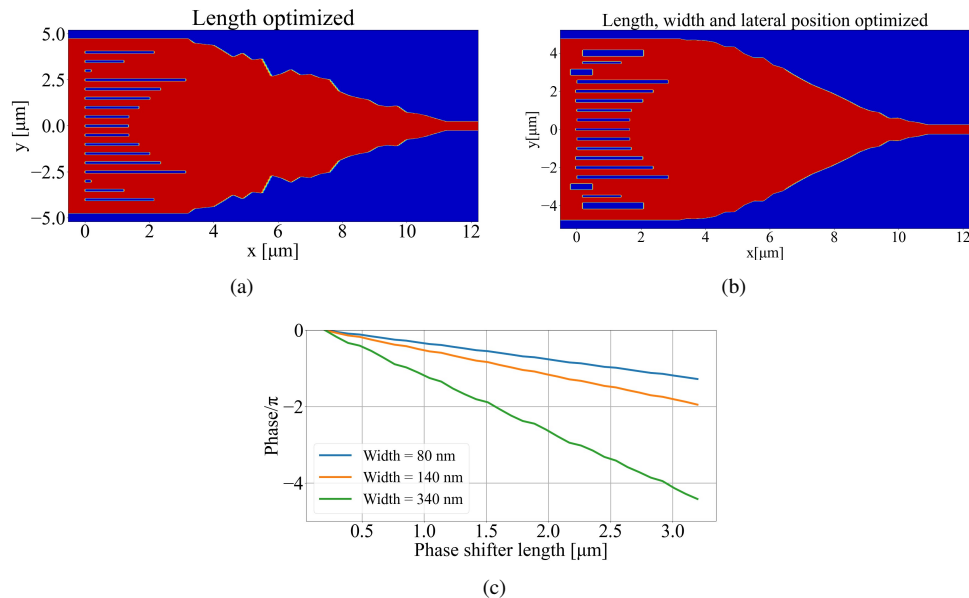 Length optimized
5.0
2.5
0.0
−2.5
−5.0
y [μm]
0 2 4 6 8 10 12
x [μm]
(a)
Length, width and lateral position optimized
4
2
0
−2
−4
y[μm]
0 2 4 6 8 10 12
x[μm]
(b)
0
−2
−4
Phase/π
Width = 80 nm
Width = 140 nm
Width = 340 nm
0.5 1.0 1.5 2.0 2.5 3.0
Phase shifter length [μm]
(c)